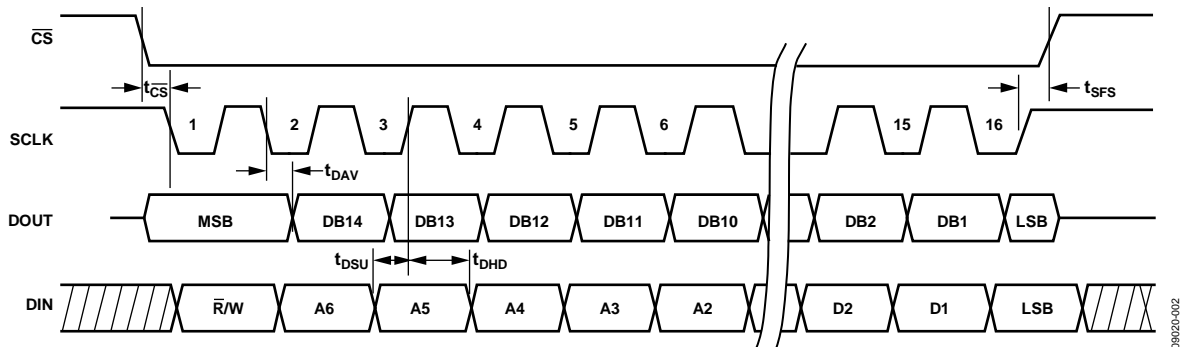 CS
tCS
tSFS
SCLK
1 2 3 4 5 6 15 16
tDAV
DOUT
MSB DB14 DB13 DB12 DB11 DB10 DB2 DB1 LSB
tDSU tDHD
DIN
R/W A6 A5 A4 A3 A2 D2 D1 LSB
09020-002